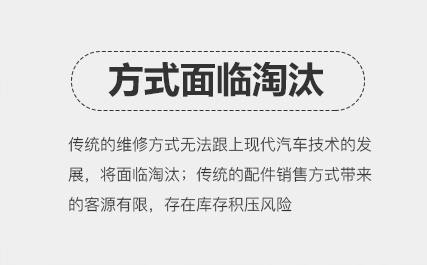 方式面临淘汰
传统的维修方式无法跟上现代汽车技术的发
展，将面临淘汰；传统的配件销售方式带来
的客源有限，存在库存积压风险